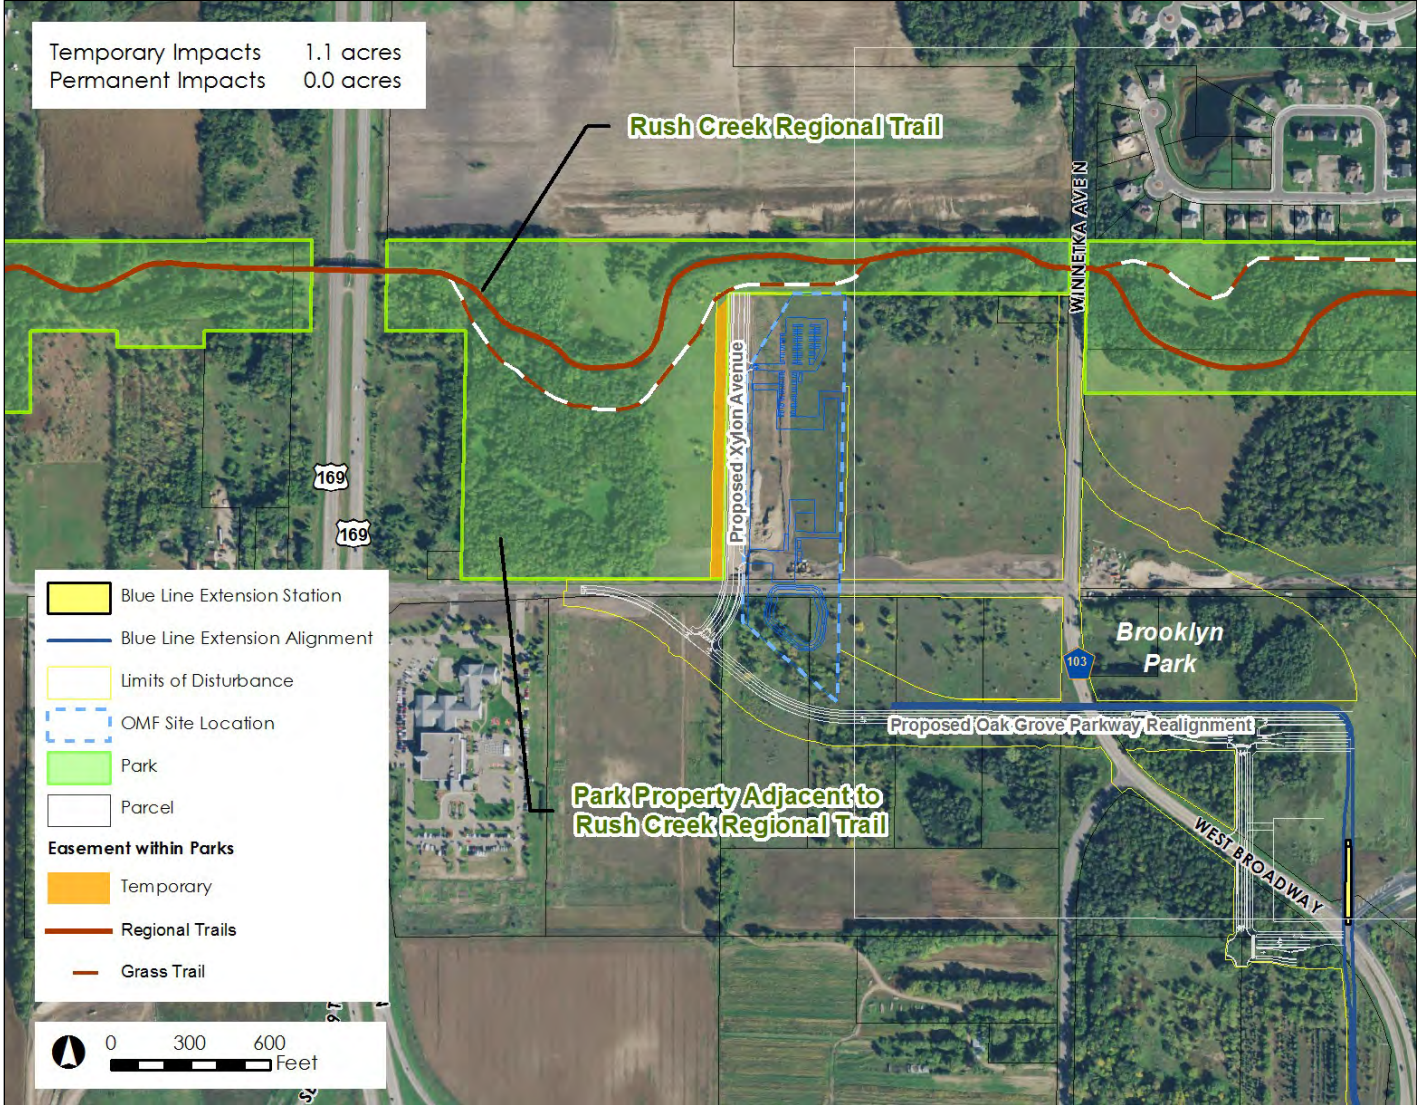 Temporary Impacts 1.1 acres
Permanent Impacts 0.0 acres
Rush Creek Regional Trail
WINNETKA AVE N
Proposed Xylon Avenue
169
169
Blue Line Extension Station
Blue Line Extension Alignment
Limits of Disturbance
OMF Site Location
Park
Parcel
Easement within Parks
Temporary
Regional Trails
Grass Trail
Brooklyn
Park
103
Proposed Oak Grove Parkway Realignment
Park Property Adjacent to
Rush Creek Regional Trail
WEST BROADWAY
0 300 600
Feet